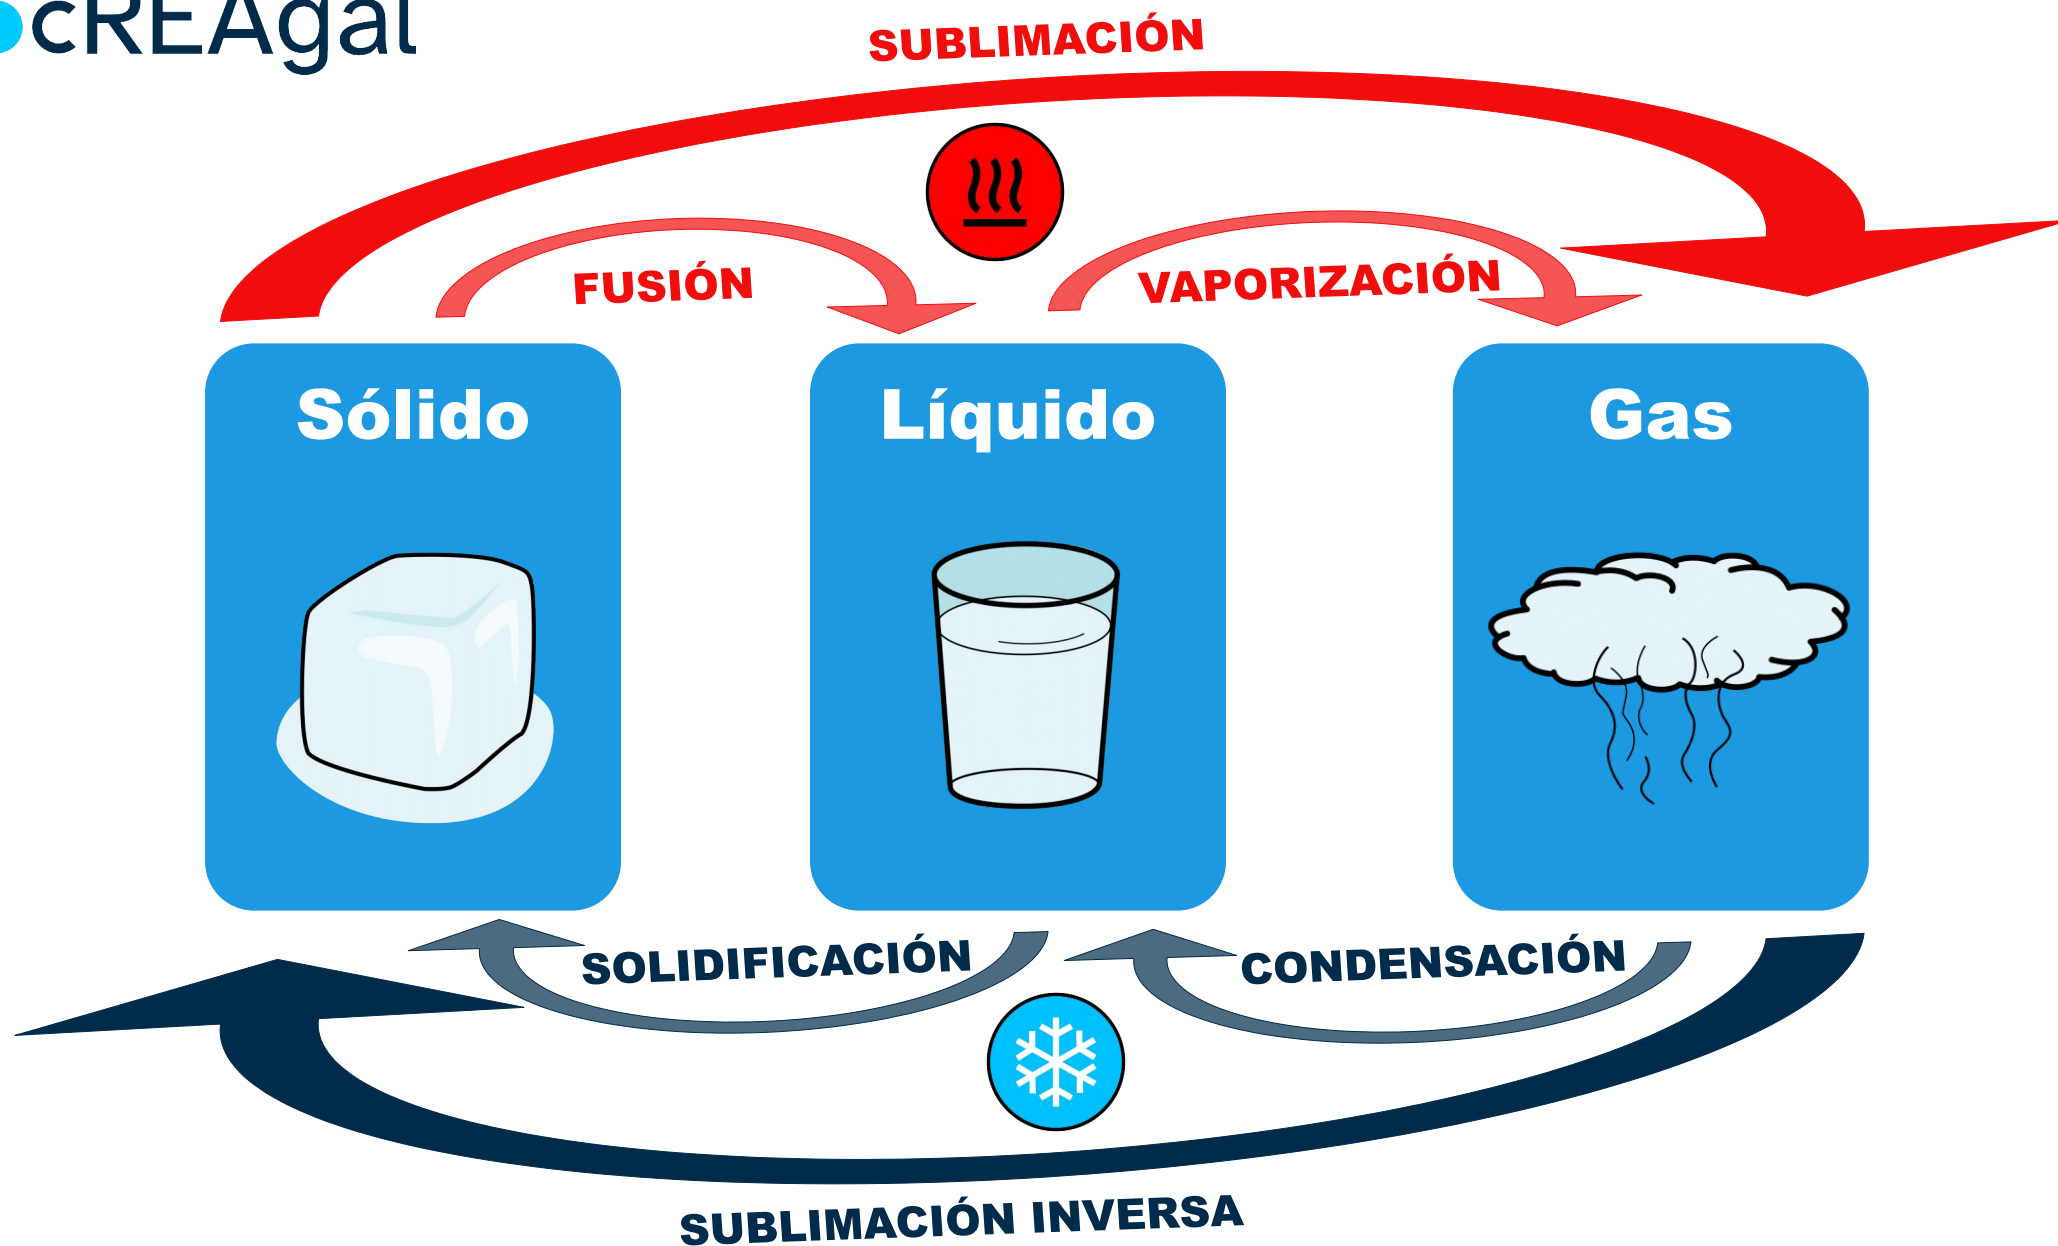 cREAgal
SUBLIMACIÓN
FUSIÓN
VAPORIZACIÓN
Sólido
Líquido
Gas
SOLIDIFICACIÓN
CONDENSACIÓN
SUBLIMACIÓN INVERSA